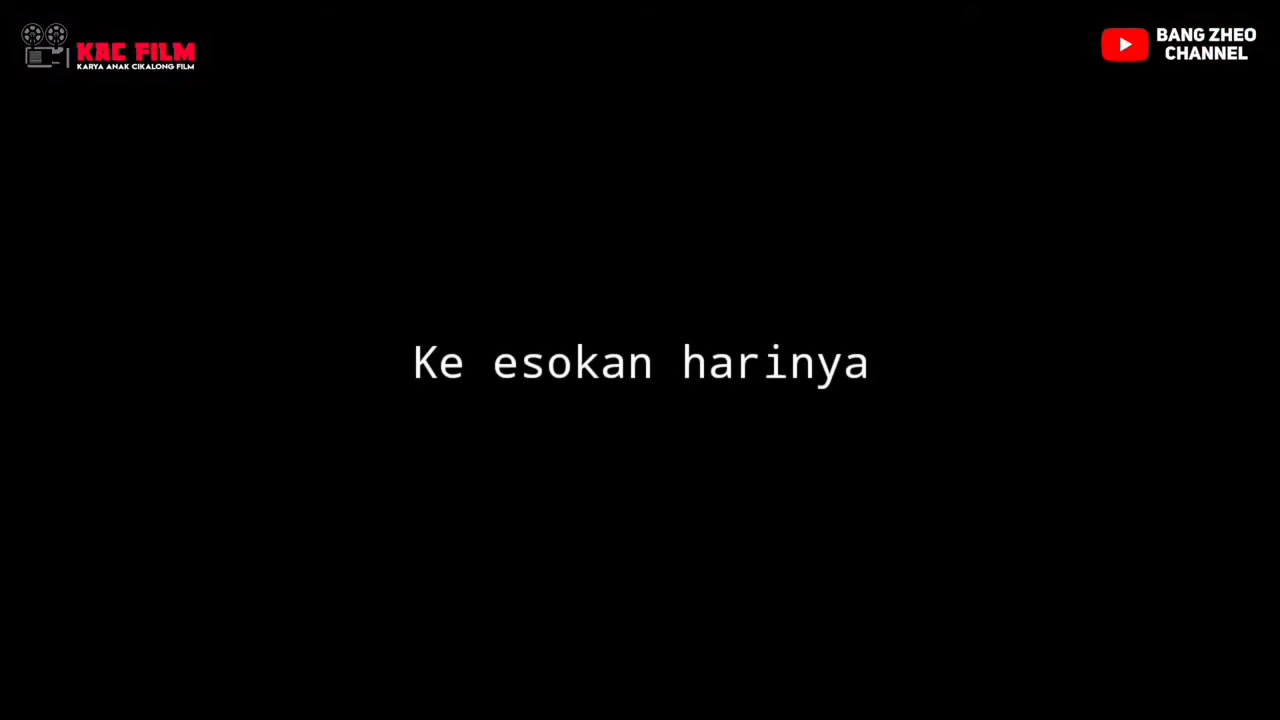 KAC FILM
KARYA ANAK CIKALONG FILM
BANG ZHEO
CHANNEL
Ke esokan harinya